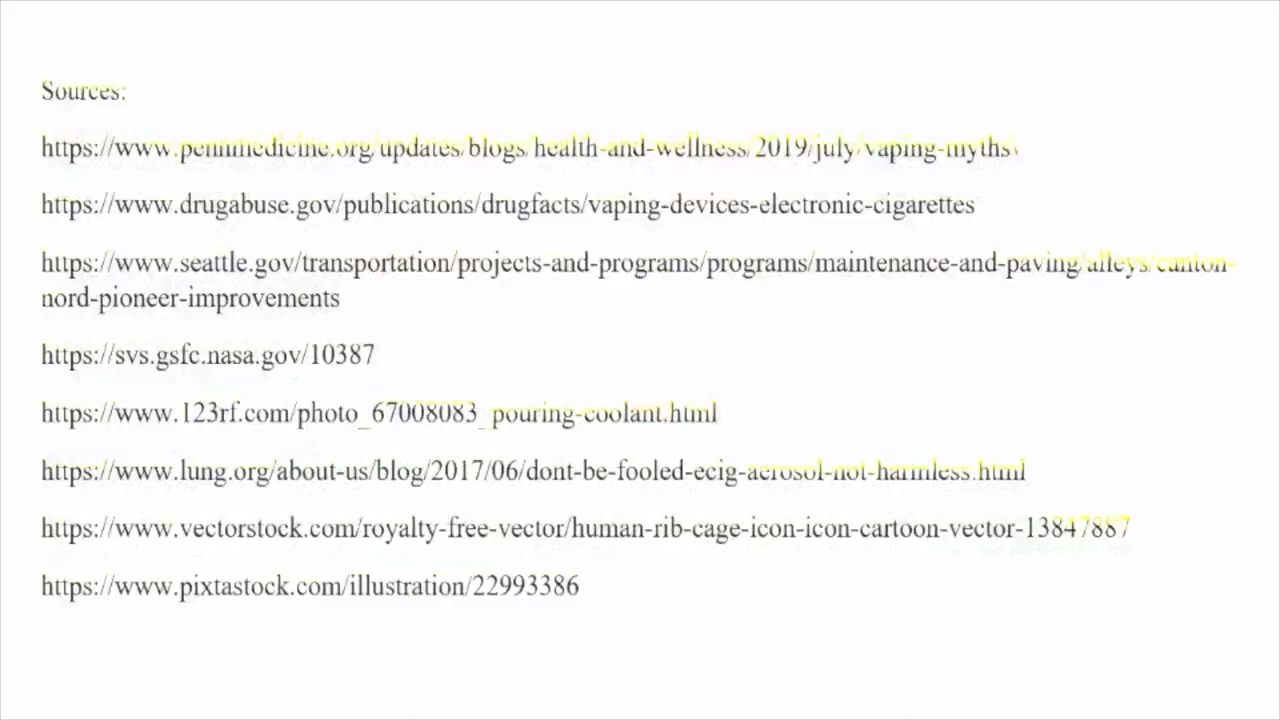 Sources:
https://www.pennmedicine.org/updates/blogs/health-and-wellness/2019/july/vaping-myths\
https://www.drugabuse.gov/publications/drugfacts/vaping-devices-electronic-cigarettes
https://www.seattle.gov/transportation/projects-and-programs/programs/maintenance-and-paving/alleys/canton-
nord-pioneer-improvements
https://svs.gsfc.nasa.gov/10387
https://www.123rf.com/photo_67008083_pouring-coolant.html
https://www.lung.org/about-us/blog/2017/06/dont-be-fooled-ecig-aerosol-not-harmless.html
https://www.vectorstock.com/royalty-free-vector/human-rib-cage-icon-icon-cartoon-vector-13847887
https://www.pixtastock.com/illustration/22993386